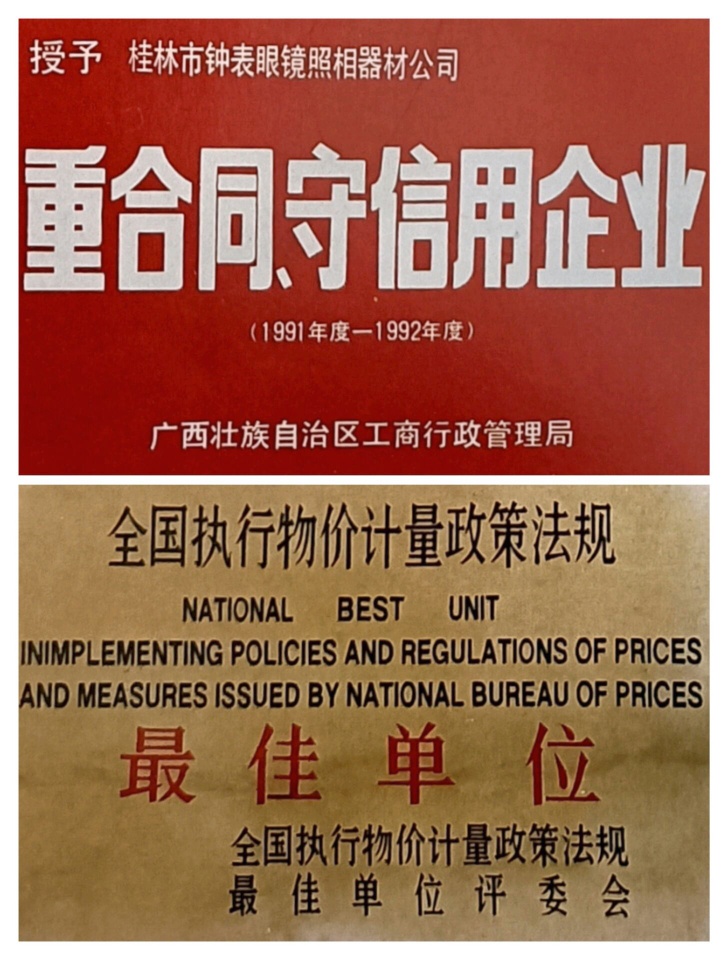 授予 桂林市钟表眼镜照相器材公司
重合同、守信用企业
（1991年度—1992年度）
广西壮族自治区工商行政管理局
全国执行物价计量政策法规
NATIONAL BEST UNIT
INIMPLEMENTING POLICIES AND REGULATIONS OF PRICES
AND MEASURES ISSUED BY NATIONAL BUREAU OF PRICES
最佳单位
全国执行物价计量政策法规
最佳单位评委会